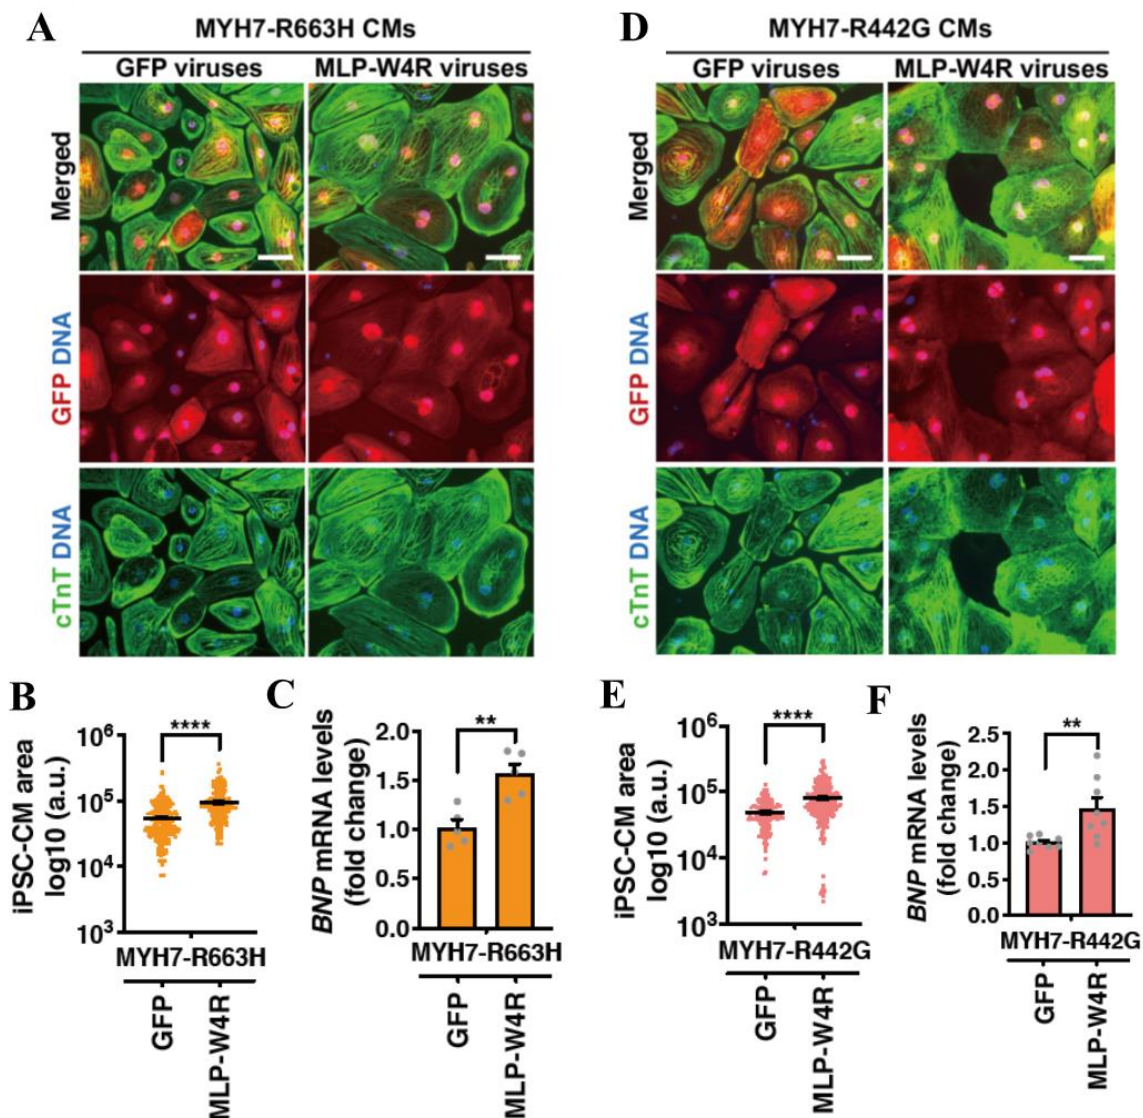 A
MYH7-R663H CMs
GFP viruses
MLP-W4R viruses
Merged
GFP DNA
cTnT DNA
D
MYH7-R442G CMs
GFP viruses
MLP-W4R viruses
Merged
GFP DNA
cTnT DNA
B
iPSC-CM area
log10 (a.u.)
10⁶
10⁵
10⁴
10³
****
MYH7-R663H
GFP
MLP-W4R
C
BNP mRNA levels
(fold change)
2.0
1.5
1.0
0.5
0.0
**
MYH7-R663H
GFP
MLP-W4R
E
iPSC-CM area
log10 (a.u.)
10⁶
10⁵
10⁴
10³
****
MYH7-R442G
GFP
MLP-W4R
F
BNP mRNA levels
(fold change)
2.5
2.0
1.5
1.0
0.5
0.0
**
MYH7-R442G
GFP
MLP-W4R